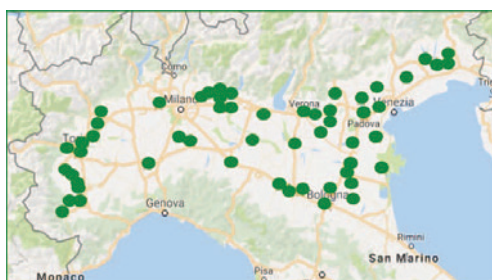 Como
Milano
Verona
Venezia
Padova
Bologna
Genova
Rimini
San Marino
Pisa
Monaco